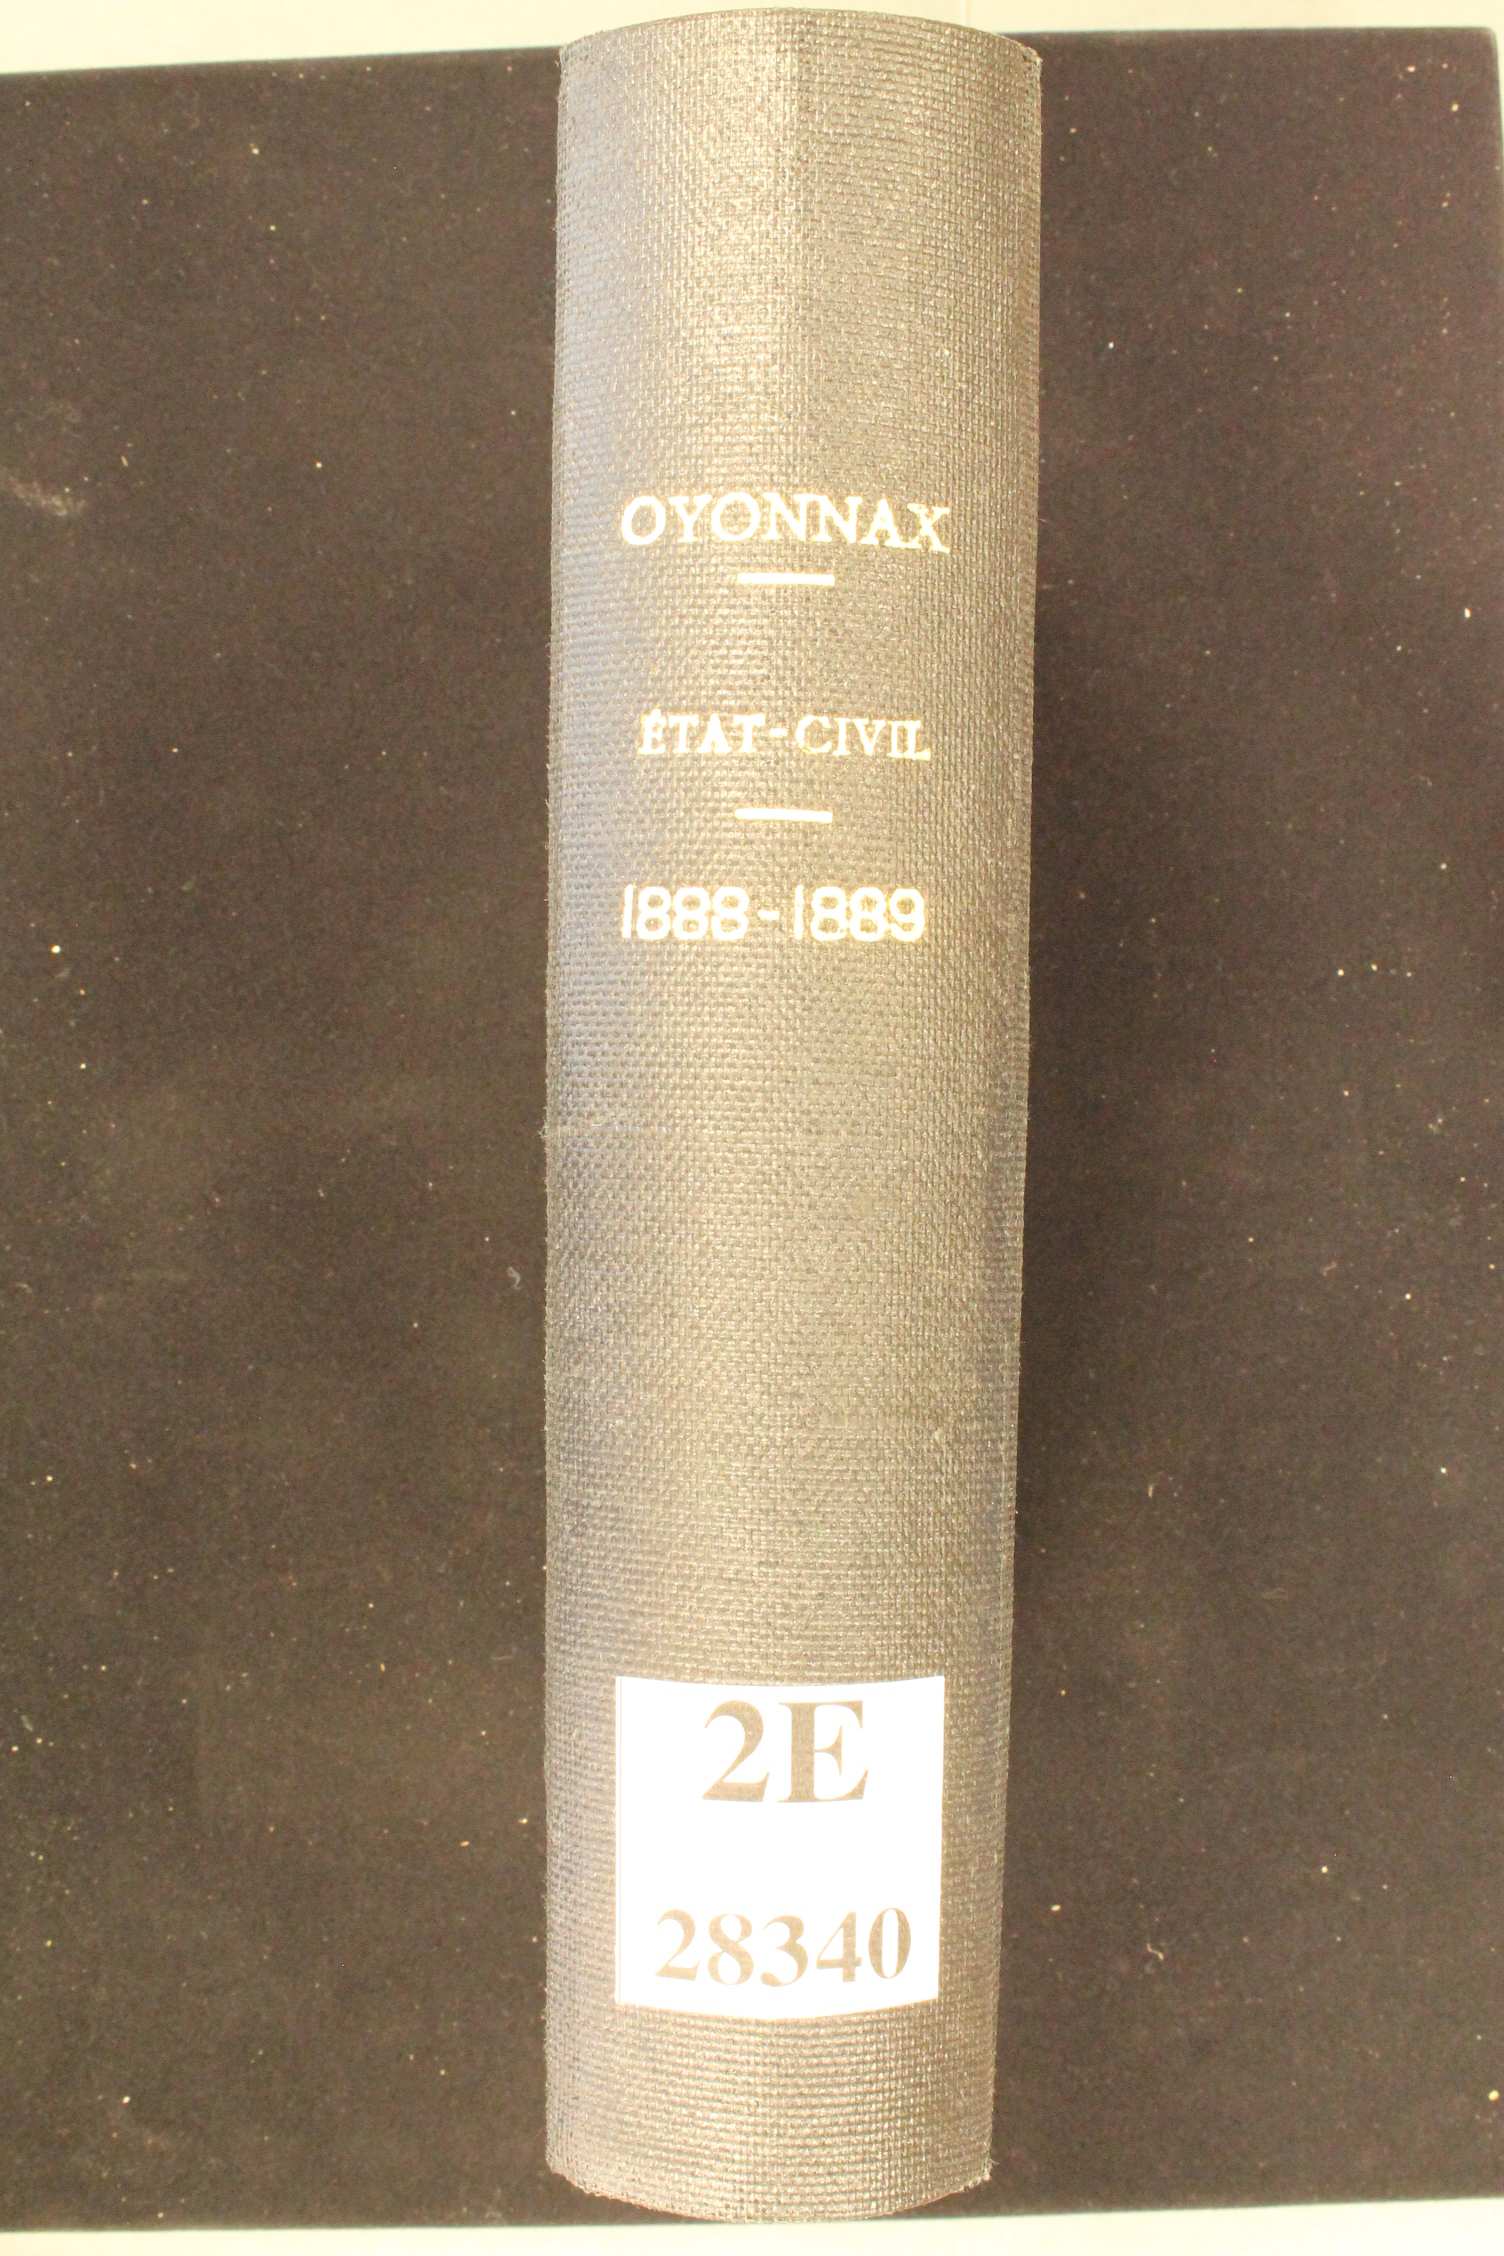 OYONNAX
ÉTAT-CIVIL
1888-1889
2E
28340